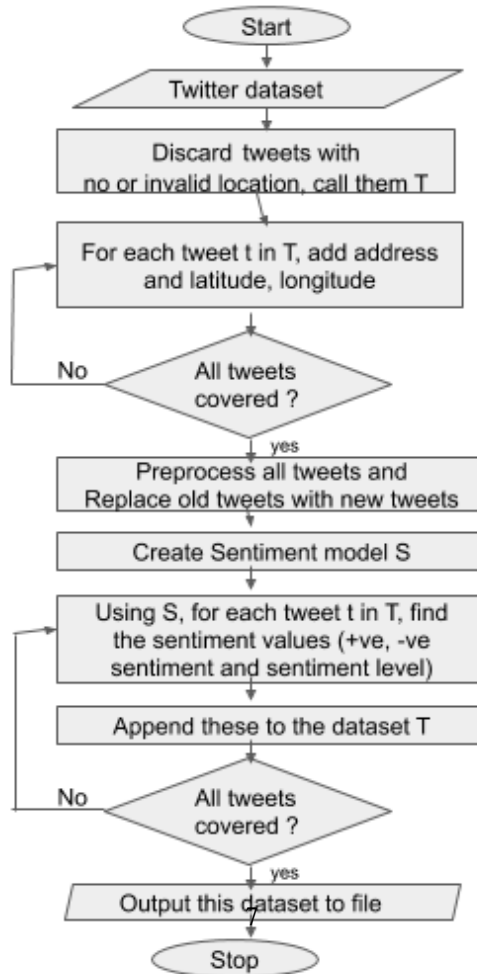 Start
Twitter dataset
Discard tweets with
no or invalid location, call them T
For each tweet t in T, add address
and latitude, longitude
No
All tweets
covered ?
yes
Preprocess all tweets and
Replace old tweets with new tweets
Create Sentiment model S
Using S, for each tweet t in T, find
the sentiment values (+ve, -ve
sentiment and sentiment level)
Append these to the dataset T
No
All tweets
covered ?
yes
Output this dataset to file
7
Stop